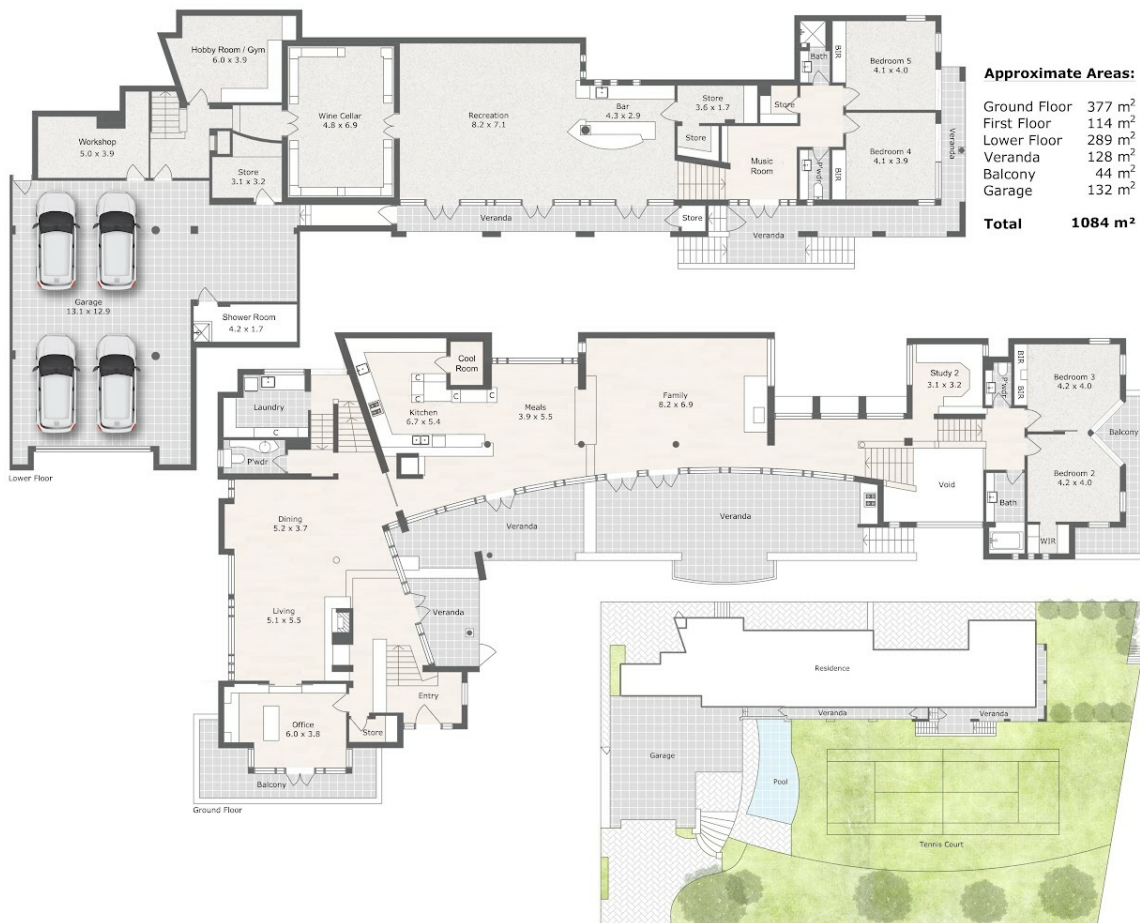 Hobby Room / Gym
6.0 x 3.9
Wine Cellar
4.8 x 6.9
Recreation
8.2 x 7.1
Bar
4.3 x 2.9
Store
3.6 x 1.7
Store
Store
Bath
BIR
Bedroom 5
4.1 x 4.0
Workshop
5.0 x 3.9
Store
3.1 x 3.2
Music
Room
P'wdr
BIR
Bedroom 4
4.1 x 3.9
Veranda
Veranda
Store
Veranda
Garage
13.1 x 12.9
Shower Room
4.2 x 1.7
Lower Floor
Approximate Areas:
Ground Floor 377 m²
First Floor 114 m²
Lower Floor 289 m²
Veranda 128 m²
Balcony 44 m²
Garage 132 m²
Total 1084 m²
Cool
Room
C
C
C
C
Kitchen
6.7 x 5.4
Meals
3.9 x 5.5
Family
8.2 x 6.9
Study 2
3.1 x 3.2
P'wdr
BIR
BIR
Bedroom 3
4.2 x 4.0
Balcony
Laundry
C
P'wdr
Bedroom 2
4.2 x 4.0
Void
Bath
WIR
Dining
5.2 x 3.7
Veranda
Veranda
Living
5.1 x 5.5
Veranda
Entry
Office
6.0 x 3.8
Store
Balcony
Ground Floor
Residence
Veranda
Veranda
Garage
Pool
Tennis Court